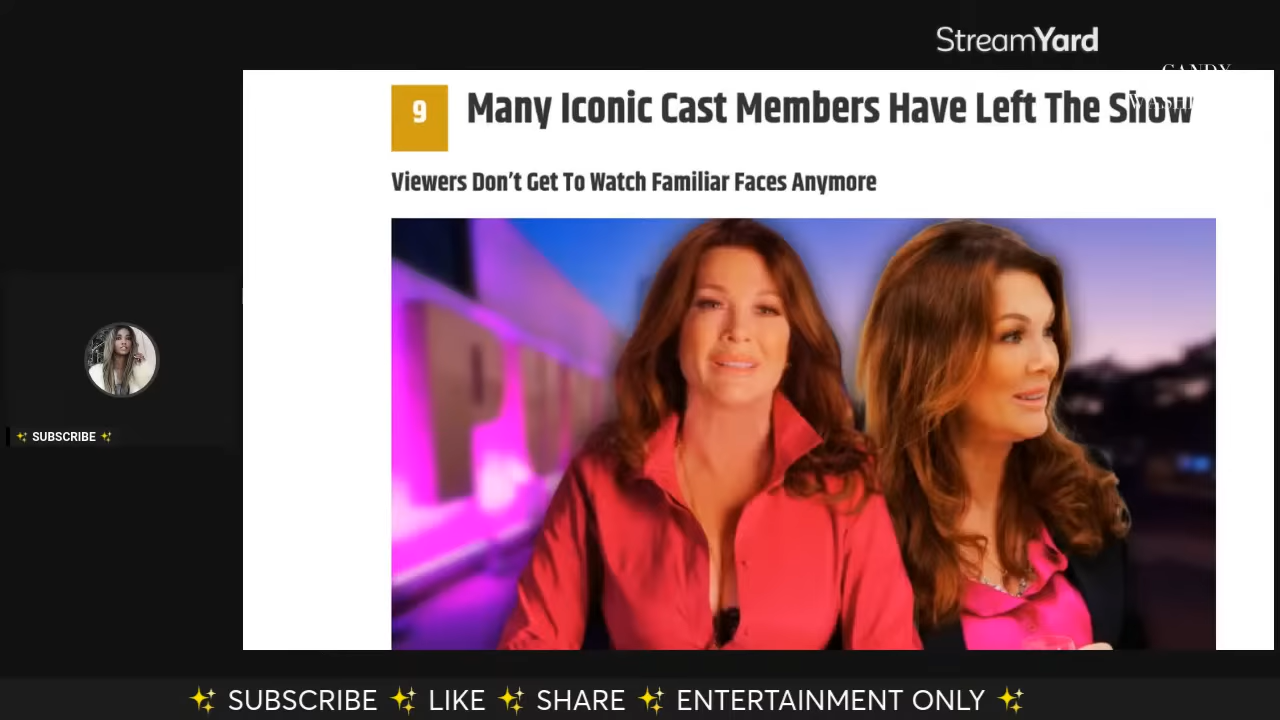 StreamYard
CANDY
9
Many Iconic Cast Members Have Left The Show
Viewers Don't Get To Watch Familiar Faces Anymore
✨ SUBSCRIBE ✨
✨ SUBSCRIBE ✨ LIKE ✨ SHARE ✨ ENTERTAINMENT ONLY ✨